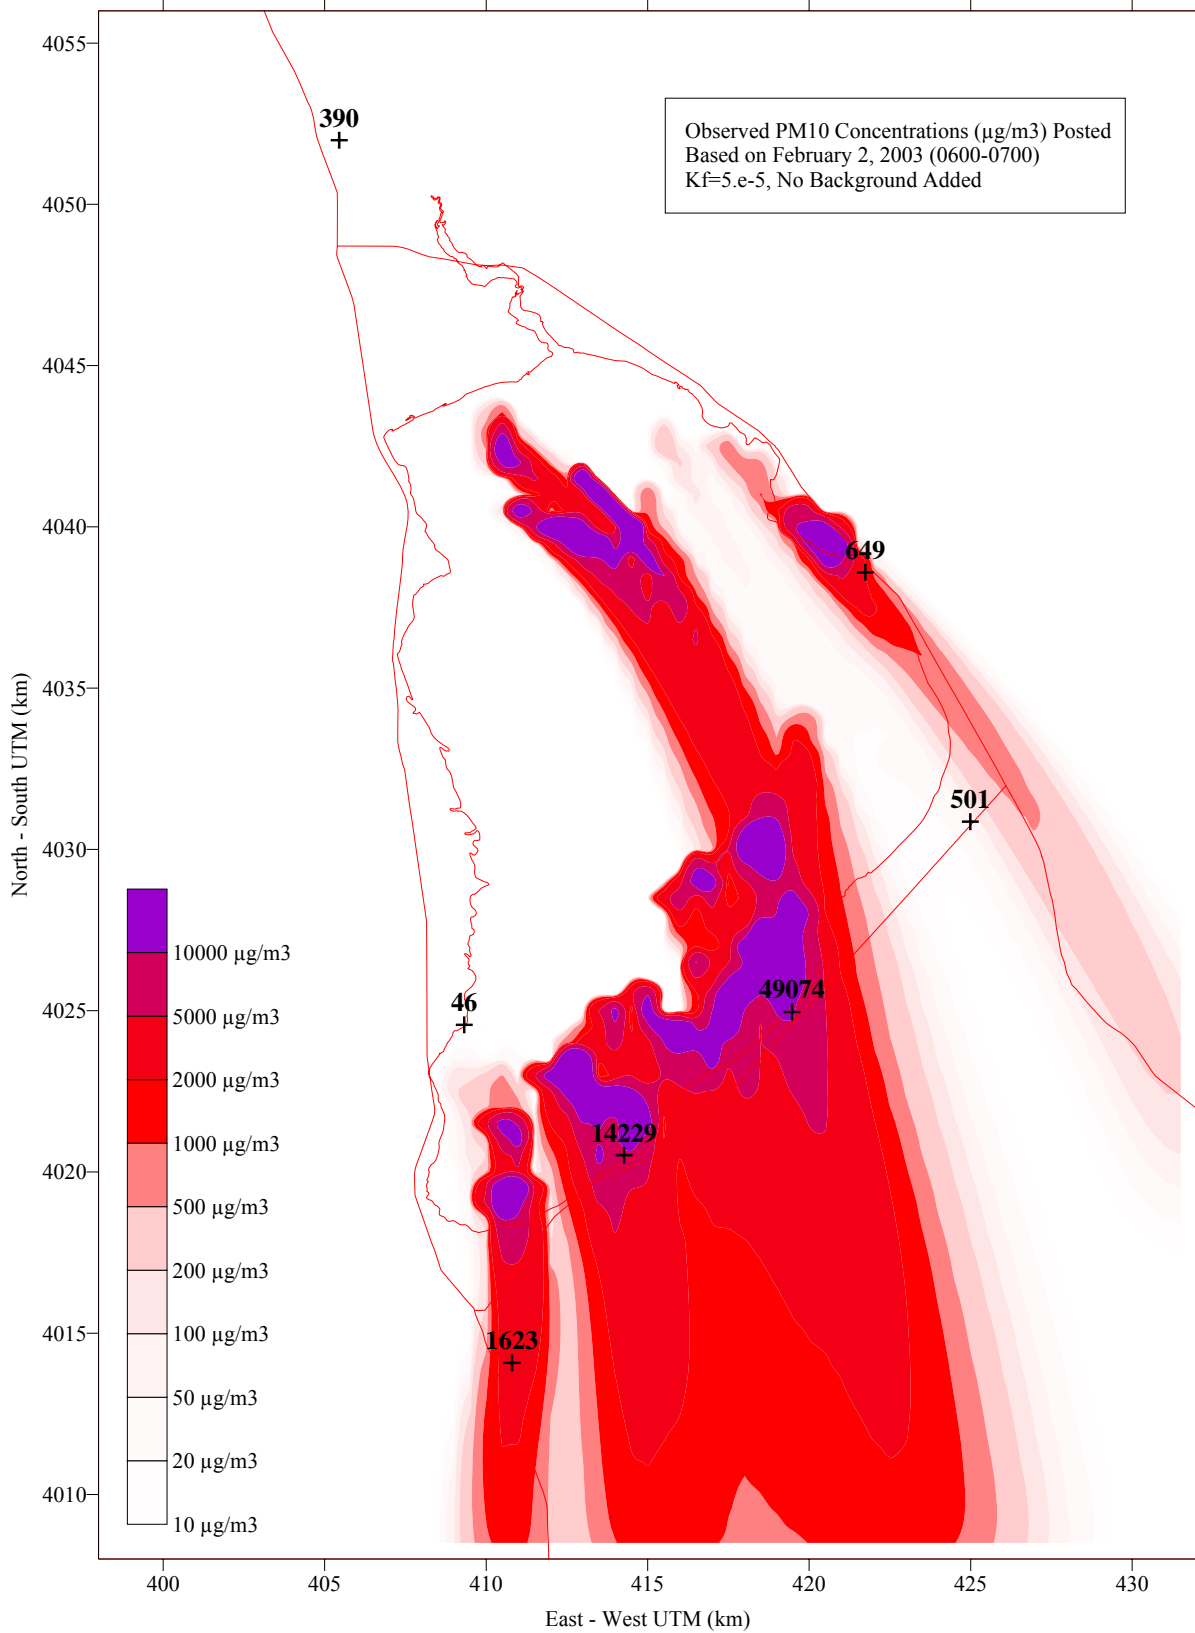 4055
390
Observed PM10 Concentrations (µg/m3) Posted
Based on February 2, 2003 (0600-0700)
Kf=5.e-5, No Background Added
4050
4045
4040
649
4035
North - South UTM (km)
501
4030
10000 µg/m3
49074
46
4025
5000 µg/m3
2000 µg/m3
14229
1000 µg/m3
4020
500 µg/m3
200 µg/m3
100 µg/m3
4015
1623
50 µg/m3
20 µg/m3
4010
10 µg/m3
400 405 410 415 420 425 430
East - West UTM (km)